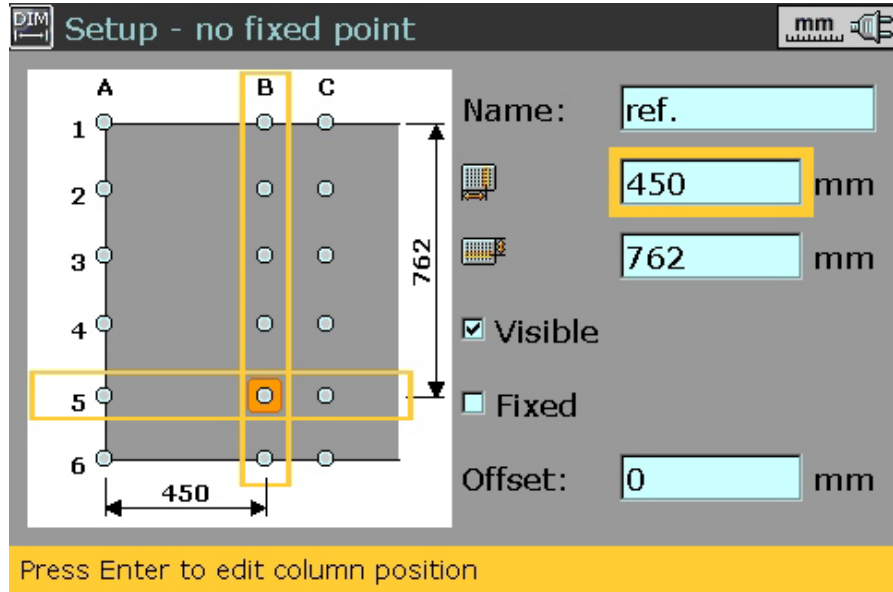 DIM
Setup - no fixed point
mm
A B C
1
2
3
4
5
6
762
450
Name: ref.
450 mm
762 mm
Visible
Fixed
Offset: 0 mm
Press Enter to edit column position